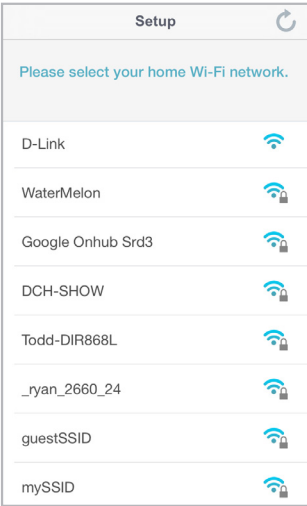 Setup
Please select your home Wi-Fi network.
D-Link
WaterMelon
Google Onhub Srd3
DCH-SHOW
Todd-DIR868L
_ryan_2660_24
guestSSID
mySSID